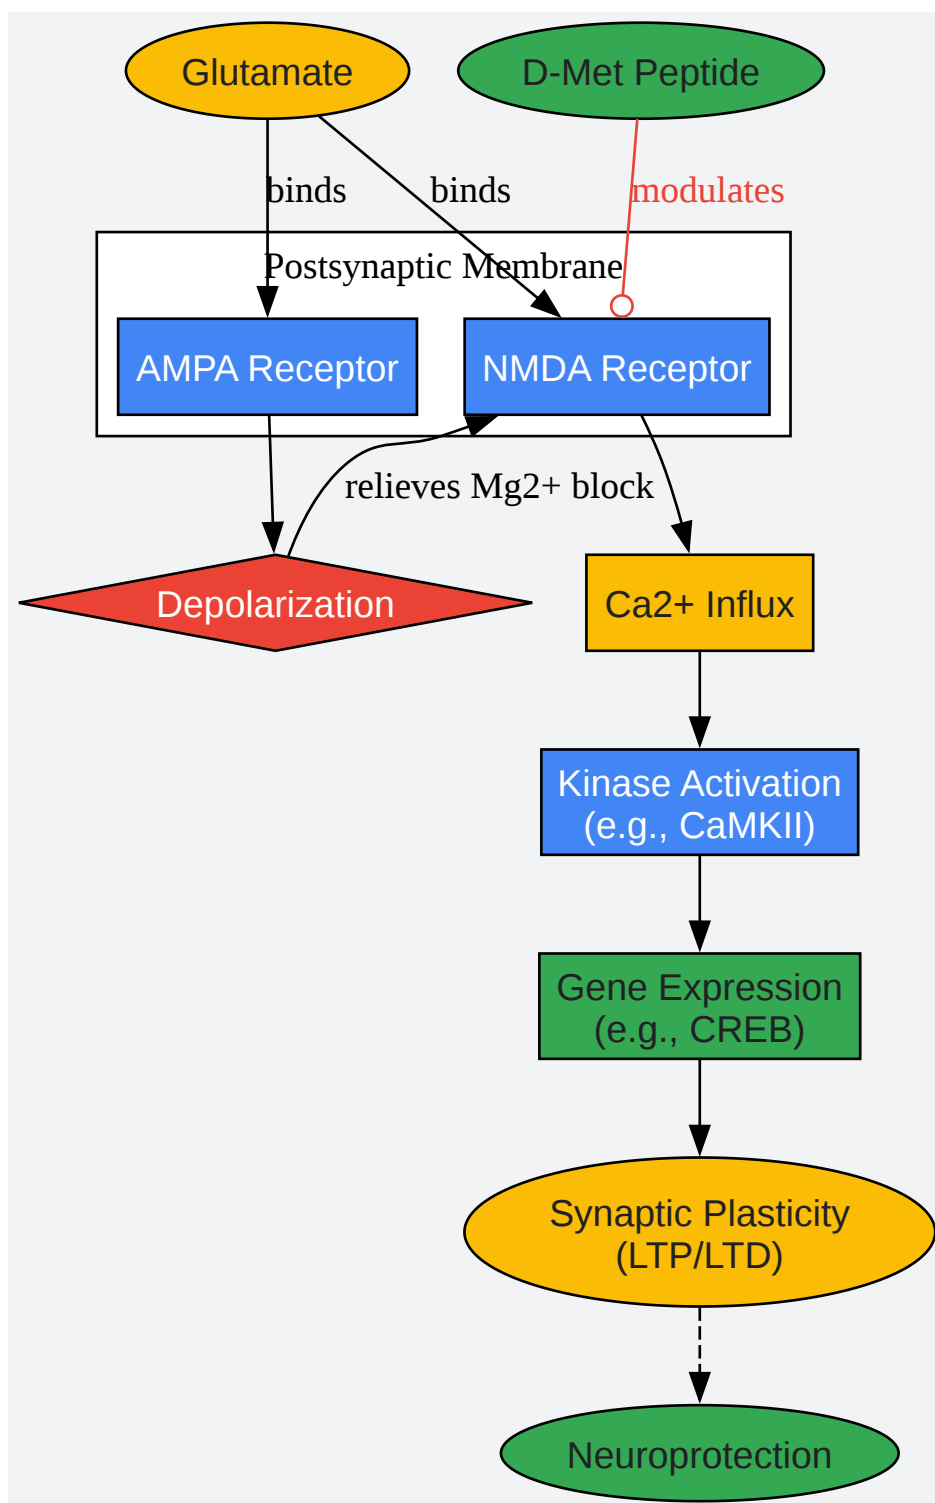 Glutamate
D-Met Peptide
binds
binds
modulates
Postsynaptic Membrane
AMPA Receptor
NMDA Receptor
relieves Mg2+ block
Depolarization
Ca2+ Influx
Kinase Activation
(e.g., CaMKII)
Gene Expression
(e.g., CREB)
Synaptic Plasticity
(LTP/LTD)
Neuroprotection